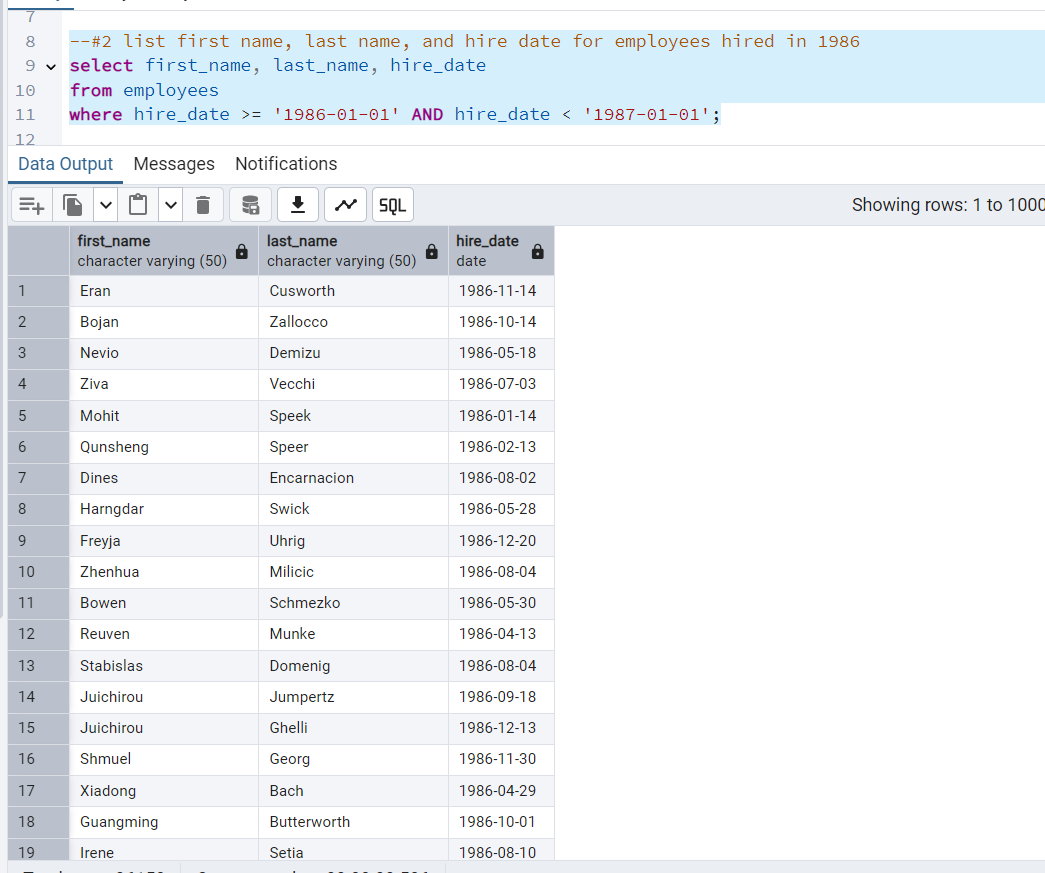 7
8 --#2 list first name, last name, and hire date for employees hired in 1986
9 select first_name, last_name, hire_date
10 from employees
11 where hire_date >= '1986-01-01' AND hire_date < '1987-01-01';
12
Data Output Messages Notifications
SQL Showing rows: 1 to 1000
first_name last_name hire_date
character varying (50) character varying (50) date
1 Eran Cusworth 1986-11-14
2 Bojan Zallocco 1986-10-14
3 Nevio Demizu 1986-05-18
4 Ziva Vecchi 1986-07-03
5 Mohit Speek 1986-01-14
6 Qunsheng Speer 1986-02-13
7 Dines Encarnacion 1986-08-02
8 Harngdar Swick 1986-05-28
9 Freyja Uhrig 1986-12-20
10 Zhenhua Milicic 1986-08-04
11 Bowen Schmezko 1986-05-30
12 Reuven Munke 1986-04-13
13 Stabislas Domenig 1986-08-04
14 Juichirou Jumpertz 1986-09-18
15 Juichirou Ghelli 1986-12-13
16 Shmuel Georg 1986-11-30
17 Xiadong Bach 1986-04-29
18 Guangming Butterworth 1986-10-01
19 Irene Setia 1986-08-10